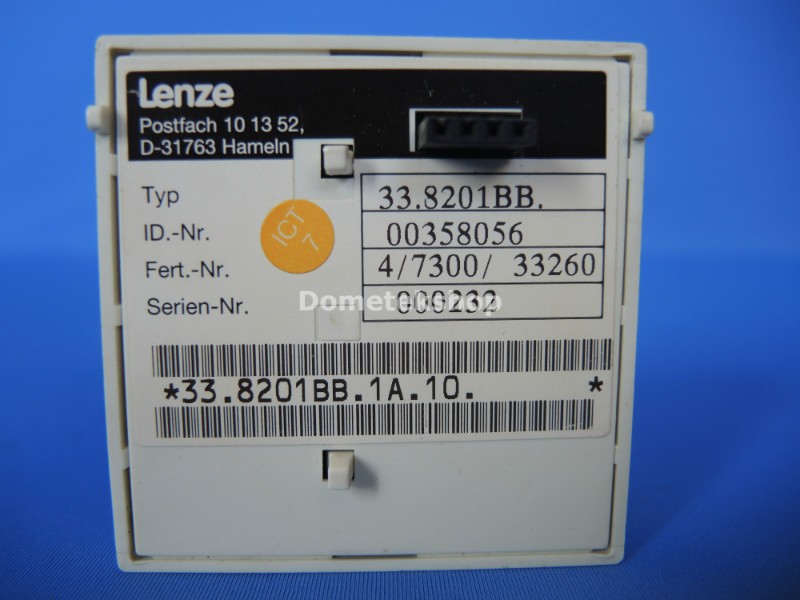 Lenze
Postfach 10 13 52,
D-31763 Hameln
Typ 33.8201BB.
ID.-Nr. 00358056
ICT
7
Fert.-Nr. 4/7300/ 33260
Serien-Nr. 000232
Dometekshop
*33.8201BB.1A.10. *